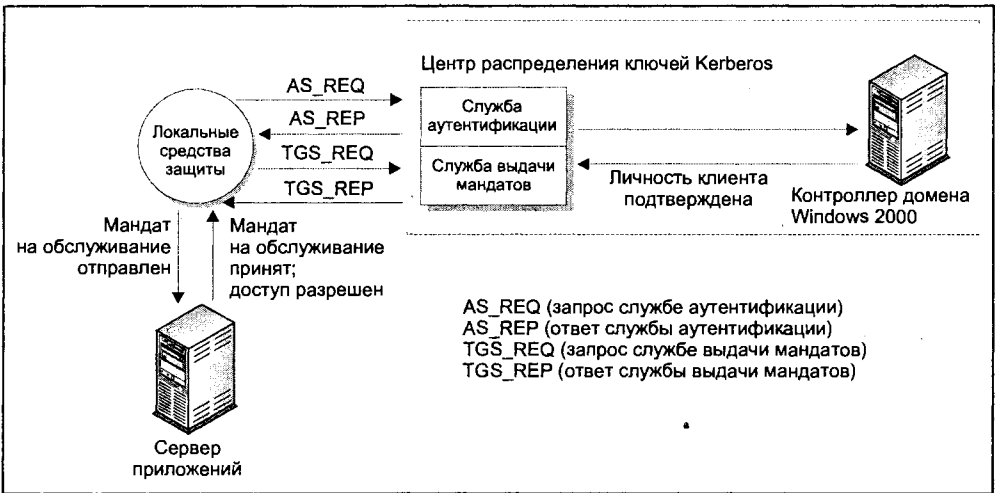 Центр распределения ключей Kerberos
AS_REQ
AS_REP
TGS_REQ
TGS_REP
Локальные
средства
защиты
Служба
аутентификации
Служба выдачи
мандатов
Личность клиента
подтверждена
Контроллер домена
Windows 2000
Мандат
на обслуживание
отправлен
Мандат
на обслуживание
принят;
доступ разрешен
AS_REQ (запрос службе аутентификации)
AS_REP (ответ службы аутентификации)
TGS_REQ (запрос службе выдачи мандатов)
TGS_REP (ответ службы выдачи мандатов)
Сервер
приложений